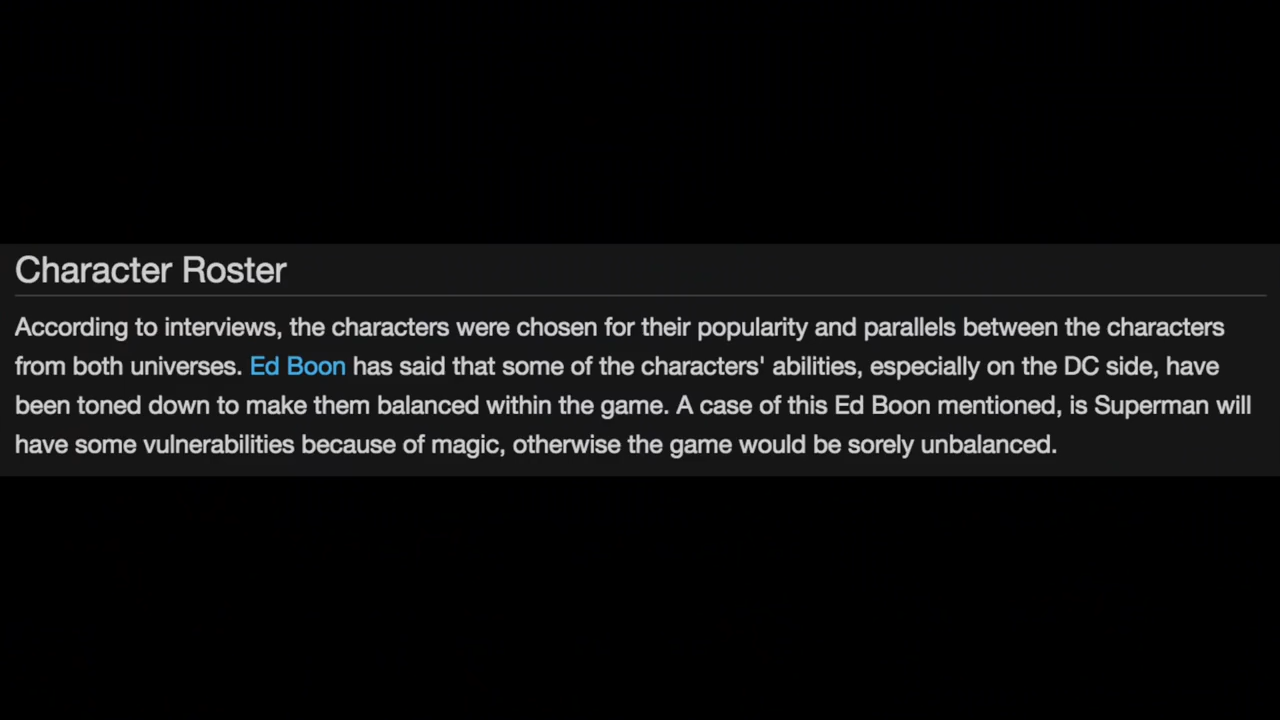 Character Roster
According to interviews, the characters were chosen for their popularity and parallels between the characters
from both universes. Ed Boon has said that some of the characters' abilities, especially on the DC side, have
been toned down to make them balanced within the game. A case of this Ed Boon mentioned, is Superman will
have some vulnerabilities because of magic, otherwise the game would be sorely unbalanced.